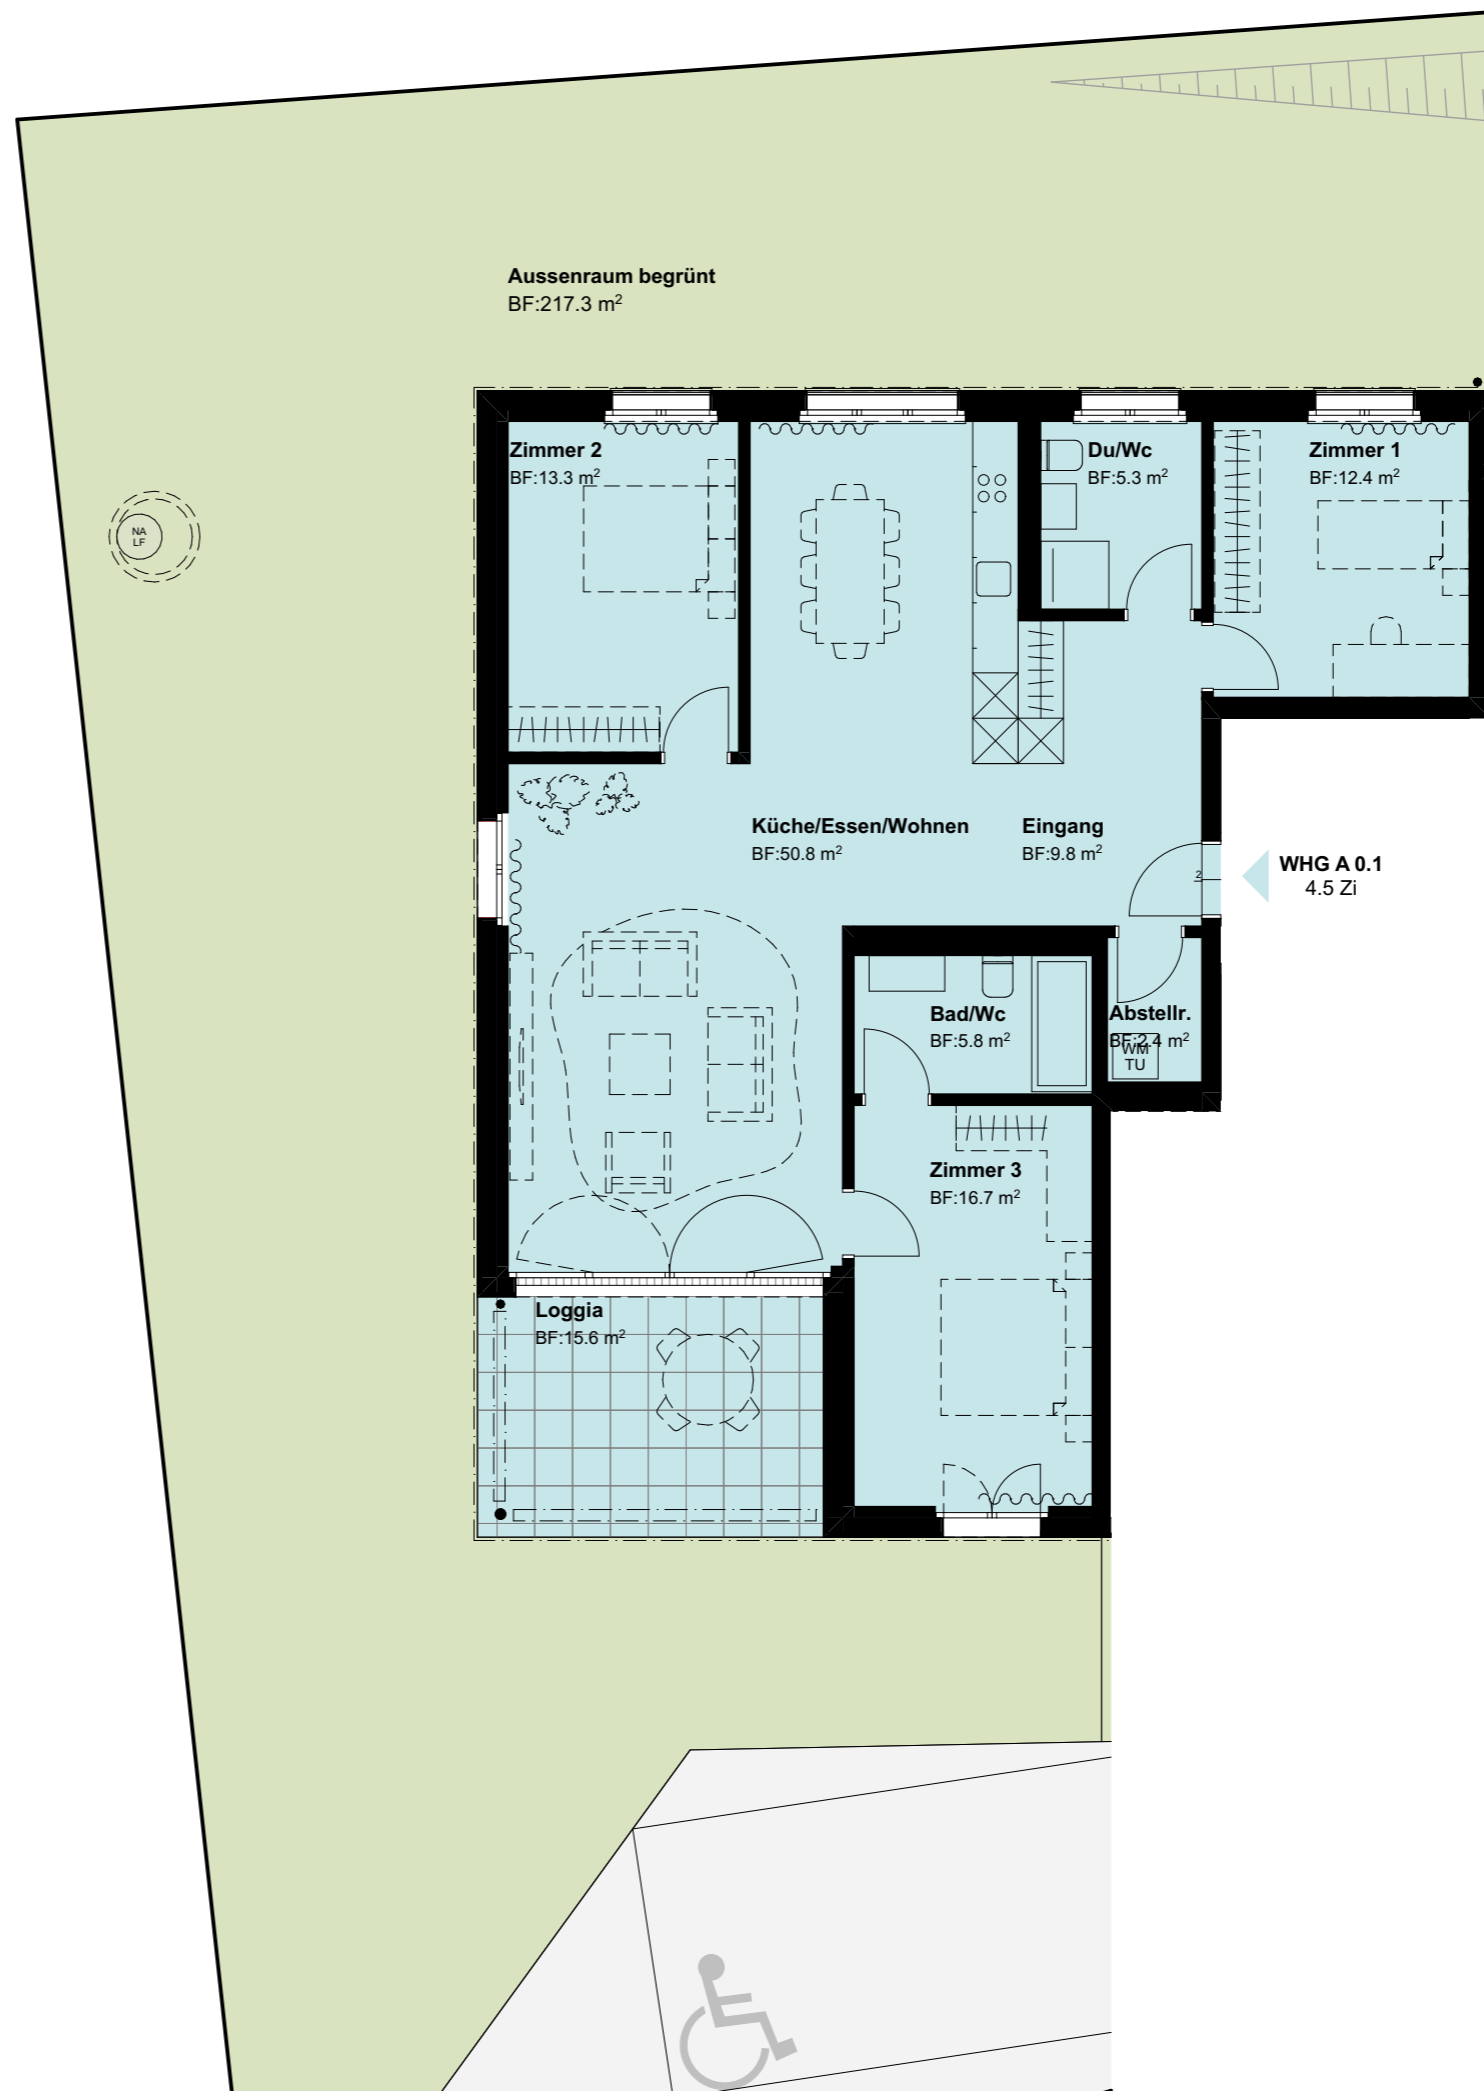 Aussenraum begrünt
BF:217.3 m²
Zimmer 2
BF:13.3 m²
Du/Wc
BF:5.3 m²
Zimmer 1
BF:12.4 m²
NA
LF
Küche/Essen/Wohnen
BF:50.8 m²
Eingang
BF:9.8 m²
2
WHG A 0.1
4.5 Zi
Bad/Wc
BF:5.8 m²
Abstellr.
BF:2.4 m²
WM
TU
Zimmer 3
BF:16.7 m²
Loggia
BF:15.6 m²